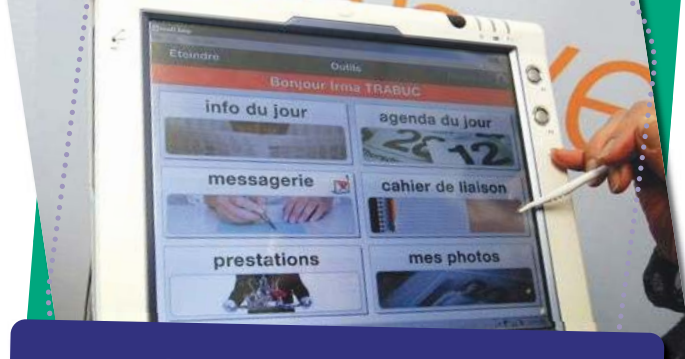 Eteindre
Outils
Bonjour Irma TRABUC
info du jour
agenda du jour
messagerie
cahier de liaison
prestations
mes photos